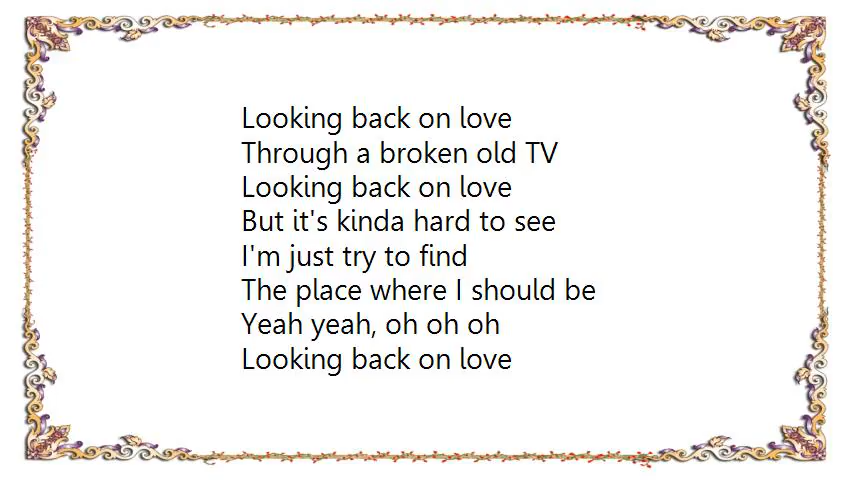 Looking back on love
Through a broken old TV
Looking back on love
But it's kinda hard to see
I'm just try to find
The place where I should be
Yeah yeah, oh oh oh
Looking back on love